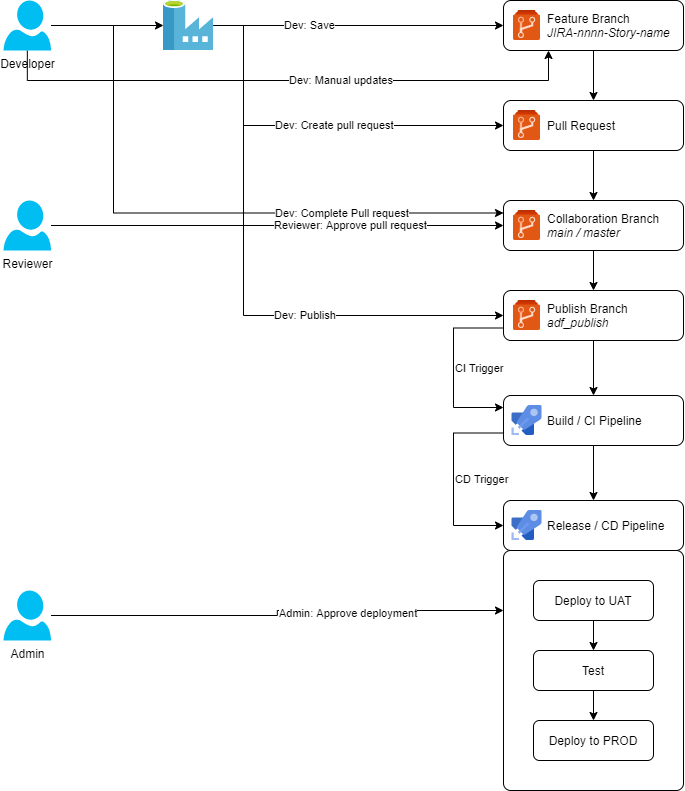 Dev: Save
Feature Branch
JIRA-nnnn-Story-name
Developer
Dev: Manual updates
Dev: Create pull request
Pull Request
Dev: Complete Pull request
Reviewer: Approve pull request
Collaboration Branch
main / master
Reviewer
Dev: Publish
Publish Branch
adf_publish
CI Trigger
Build / CI Pipeline
CD Trigger
Release / CD Pipeline
Admin: Approve deployment
Admin
Deploy to UAT
Test
Deploy to PROD